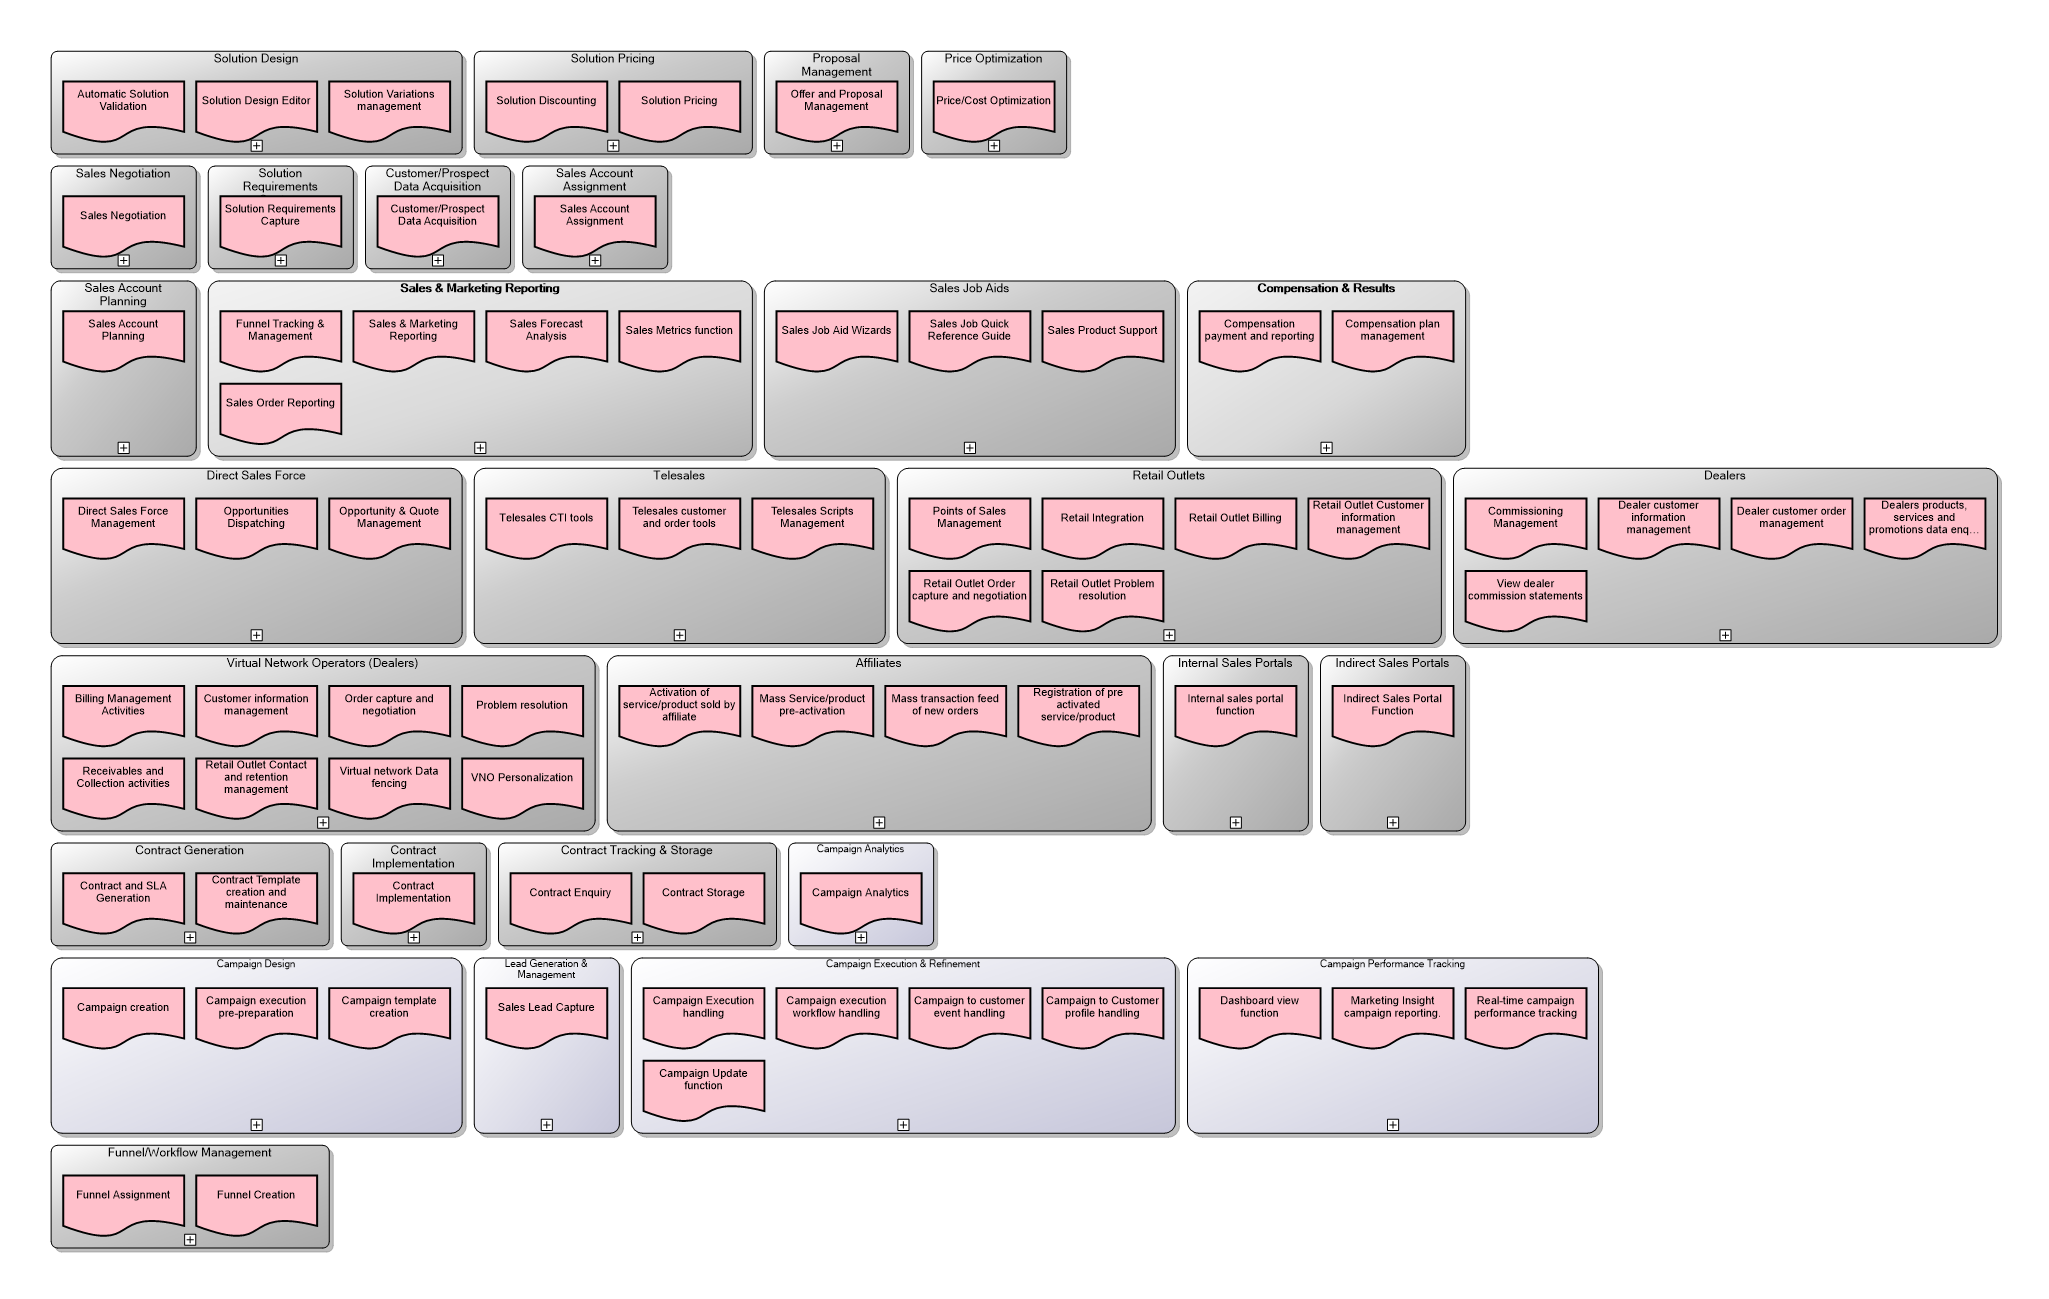 Solution Design
Automatic Solution
Validation
Solution Design Editor
Solution Variations
management
Solution Pricing
Solution Discounting
Solution Pricing
Proposal
Management
Offer and Proposal
Management
Price Optimization
Price/Cost Optimization
Sales Negotiation
Sales Negotiation
Solution
Requirements
Solution Requirements
Capture
Customer/Prospect
Data Acquisition
Customer/Prospect
Data Acquisition
Sales Account
Assignment
Sales Account
Assignment
Sales Account
Planning
Sales Account
Planning
Sales & Marketing Reporting
Funnel Tracking &
Management
Sales & Marketing
Reporting
Sales Forecast
Analysis
Sales Metrics function
Sales Order Reporting
Sales Job Aids
Sales Job Aid Wizards
Sales Job Quick
Reference Guide
Sales Product Support
Compensation & Results
Compensation
payment and reporting
Compensation plan
management
Direct Sales Force
Direct Sales Force
Management
Opportunities
Dispatching
Opportunity & Quote
Management
Telesales
Telesales CTI tools
Telesales customer
and order tools
Telesales Scripts
Management
Retail Outlets
Points of Sales
Management
Retail Integration
Retail Outlet Billing
Retail Outlet Customer
information
management
Retail Outlet Order
capture and negotiation
Retail Outlet Problem
resolution
Dealers
Commissioning
Management
Dealer customer
information
management
Dealer customer order
management
Dealers products,
services and
promotions data enq...
View dealer
commission statements
Virtual Network Operators (Dealers)
Billing Management
Activities
Customer information
management
Order capture and
negotiation
Problem resolution
Receivables and
Collection activities
Retail Outlet Contact
and retention
management
Virtual network Data
fencing
VNO Personalization
Affiliates
Activation of
service/product sold by
affiliate
Mass Service/product
pre-activation
Mass transaction feed
of new orders
Registration of pre
activated
service/product
Internal Sales Portals
Internal sales portal
function
Indirect Sales Portals
Indirect Sales Portal
Function
Contract Generation
Contract and SLA
Generation
Contract Template
creation and
maintenance
Contract
Implementation
Contract
Implementation
Contract Tracking & Storage
Contract Enquiry
Contract Storage
Campaign Analytics
Campaign Analytics
Campaign Design
Campaign creation
Campaign execution
pre-preparation
Campaign template
creation
Lead Generation &
Management
Sales Lead Capture
Campaign Execution & Refinement
Campaign Execution
handling
Campaign execution
workflow handling
Campaign to customer
event handling
Campaign to Customer
profile handling
Campaign Update
function
Campaign Performance Tracking
Dashboard view
function
Marketing Insight
campaign reporting.
Real-time campaign
performance tracking
Funnel/Workflow Management
Funnel Assignment
Funnel Creation